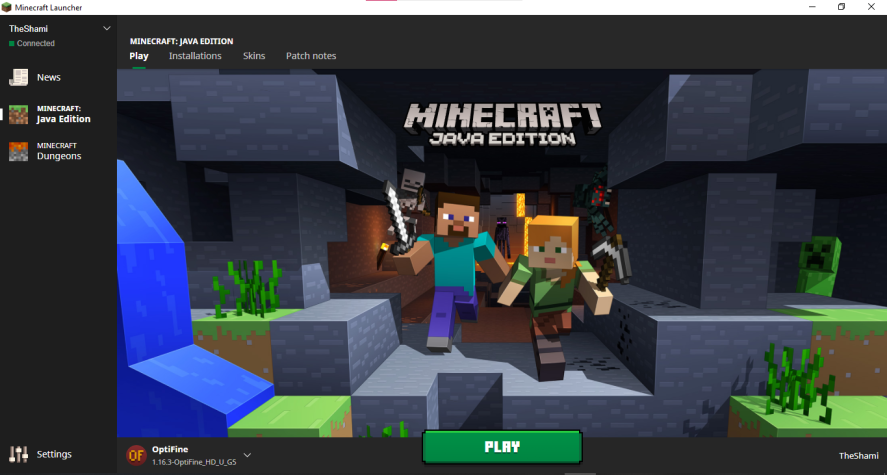 Minecraft Launcher
TheShami
Connected
News
MINECRAFT:
Java Edition
MINECRAFT
Dungeons
Settings
MINECRAFT: JAVA EDITION
Play Installations Skins Patch notes
MINECRAFT
JAVA EDITION
OF
OptiFine
1.16.3-OptiFine_HD_U_G5
PLAY
TheShami